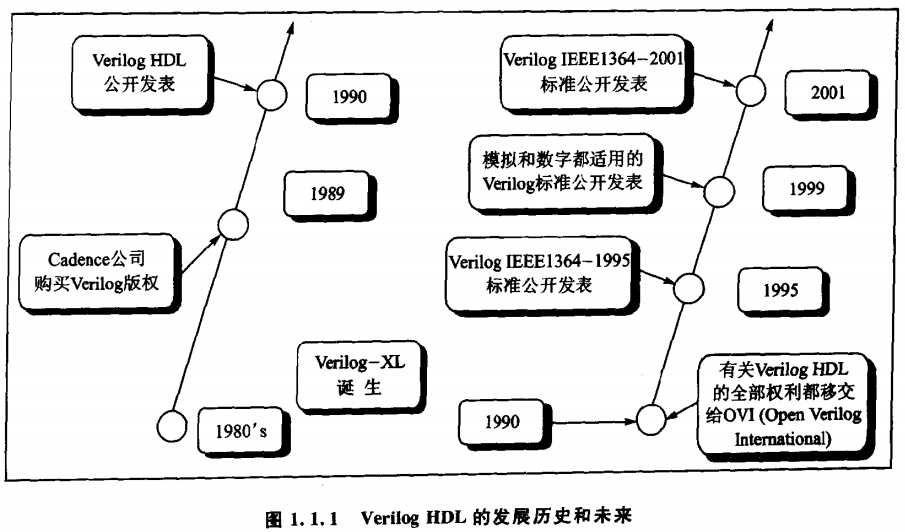 Verilog HDL
公开发表
1990
1989
Cadence公司
购买Verilog版权
Verilog-XL
诞 生
1980's
Verilog IEEE1364-2001
标准公开发表
2001
模拟和数字都适用的
Verilog标准公开发表
1999
Verilog IEEE1364-1995
标准公开发表
1995
有关Verilog HDL
的全部权利都移交
给OVI (Open Verilog
International)
1990
图 1.1.1 Verilog HDL 的发展历史和未来